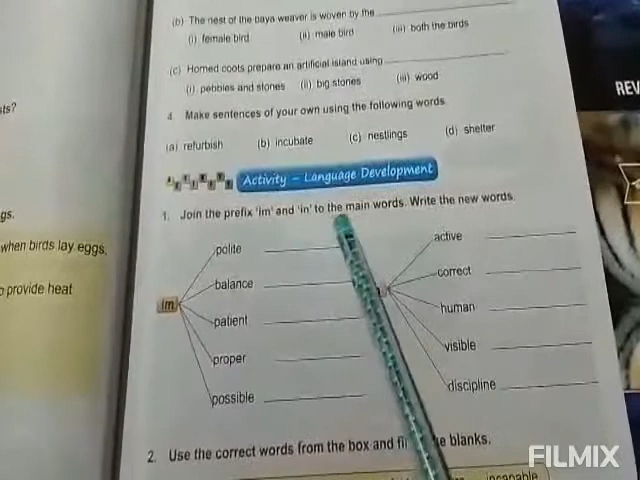 (b) The nest of the baya weaver is woven by the
(i) female bird (ii) male bird (iii) both the birds
(c) Horned coots prepare an artificial island using
(i) pebbles and stones (ii) big stones (iii) wood
4 Make sentences of your own using the following words
(a) refurbish (b) incubate (c) nestlings (d) shelter
Activity – Language Development
1. Join the prefix 'im' and 'in' to the main words. Write the new words.
polite active
balance correct
im
patient human
proper visible
possible discipline
2. Use the correct words from the box and the blanks.
incapable
gs.
when birds lay eggs.
provide heat
REV
FILMIX